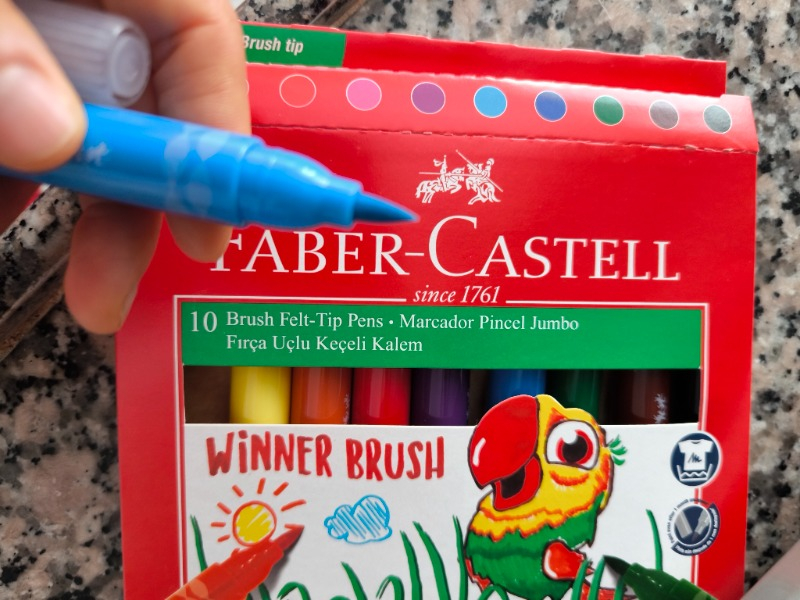 Brush tip
FABER-CASTELL
since 1761
10 Brush Felt-Tip Pens • Marcador Pincel Jumbo
Fırça Uçlu Keçeli Kalem
WiNNER BRUSH